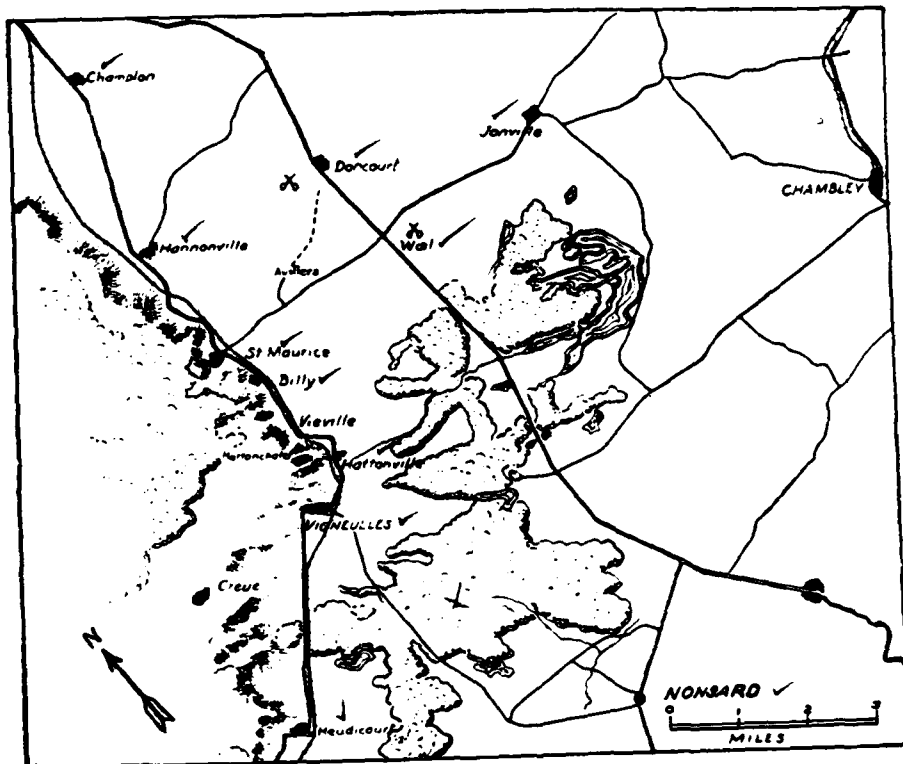 Champlon
Jonville
Doncourt
CHAMBLEY
Hannonville
Wœl
St Maurice
Billy
Vieville
Hattonville
VIGNEULLES
Creue
N
NONSARD
0 1 2 3
MILES
Heudicourt